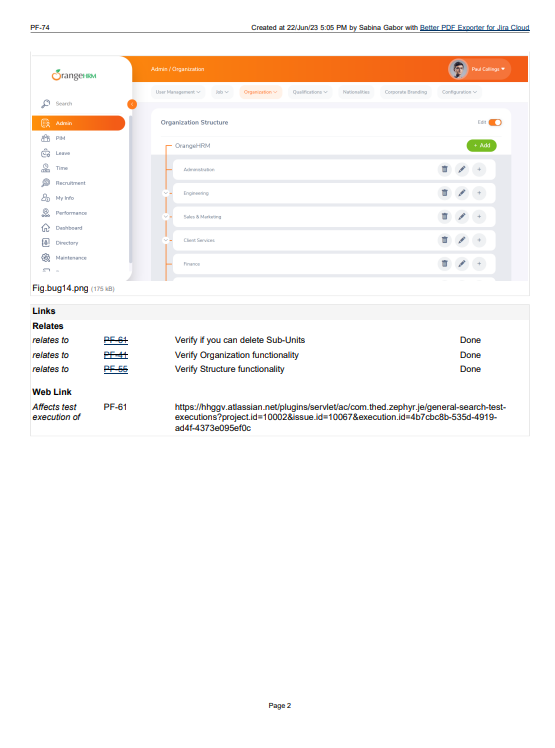 PF-74 Created at 22/Jun/23 5:05 PM by Sabina Gabor with Better PDF Exporter for Jira Cloud
OrangeHRM
Admin / Organization
Paul Collings
Search
User Management
Job
Organization
Qualifications
Nationalities
Corporate Branding
Configuration
Admin
PIM
Leave
Time
Recruitment
My Info
Performance
Dashboard
Directory
Maintenance
Organization Structure
Edit
OrangeHRM
+ Add
Administration
Engineering
Sales & Marketing
Client Services
Finance
Fig.bug14.png (175 kB)
Links
Relates
relates to PF-61 Verify if you can delete Sub-Units Done
relates to PF-41 Verify Organization functionality Done
relates to PF-55 Verify Structure functionality Done
Web Link
Affects test PF-61 https://hhggv.atlassian.net/plugins/servlet/ac/com.thed.zephyr.je/general-search-test-
execution of executions?project.id=10002&issue.id=10067&execution.id=4b7cbc8b-535d-4919-
ad4f-4373e095ef0c
Page 2